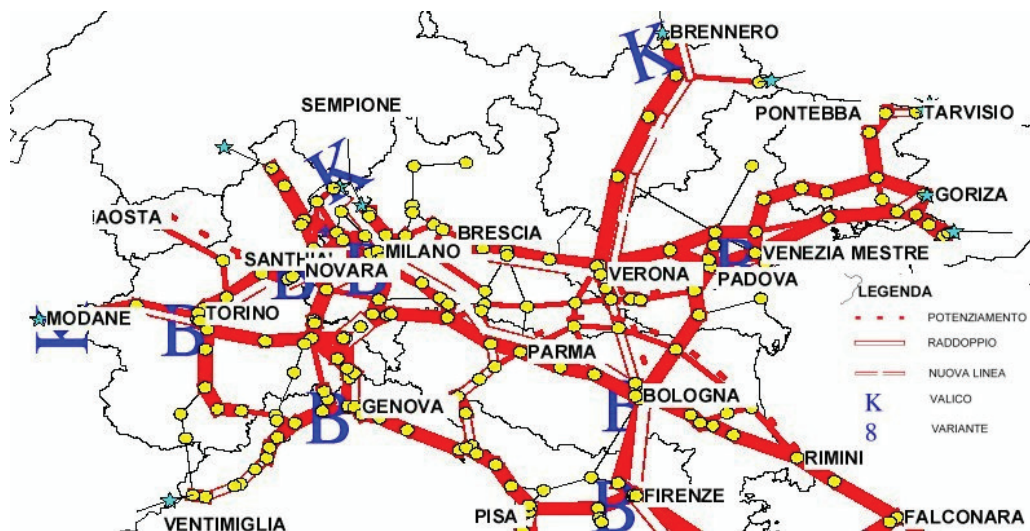 BRENNERO
K
SEMPIONE
PONTEBBA
TARVISIO
K
GORIZA
AOSTA
BRESCIA
SANTHIA'
MILANO
VENEZIA MESTRE
B
NOVARA
VERONA
PADOVA
B
B
LEGENDA
MODANE
TORINO
K
B
POTENZIAMENTO
RADDOPPIO
PARMA
NUOVA LINEA
K VALICO
GENOVA
BOLOGNA
B
B
8 VARIANTE
RIMINI
FIRENZE
B
PISA
FALCONARA
VENTIMIGLIA